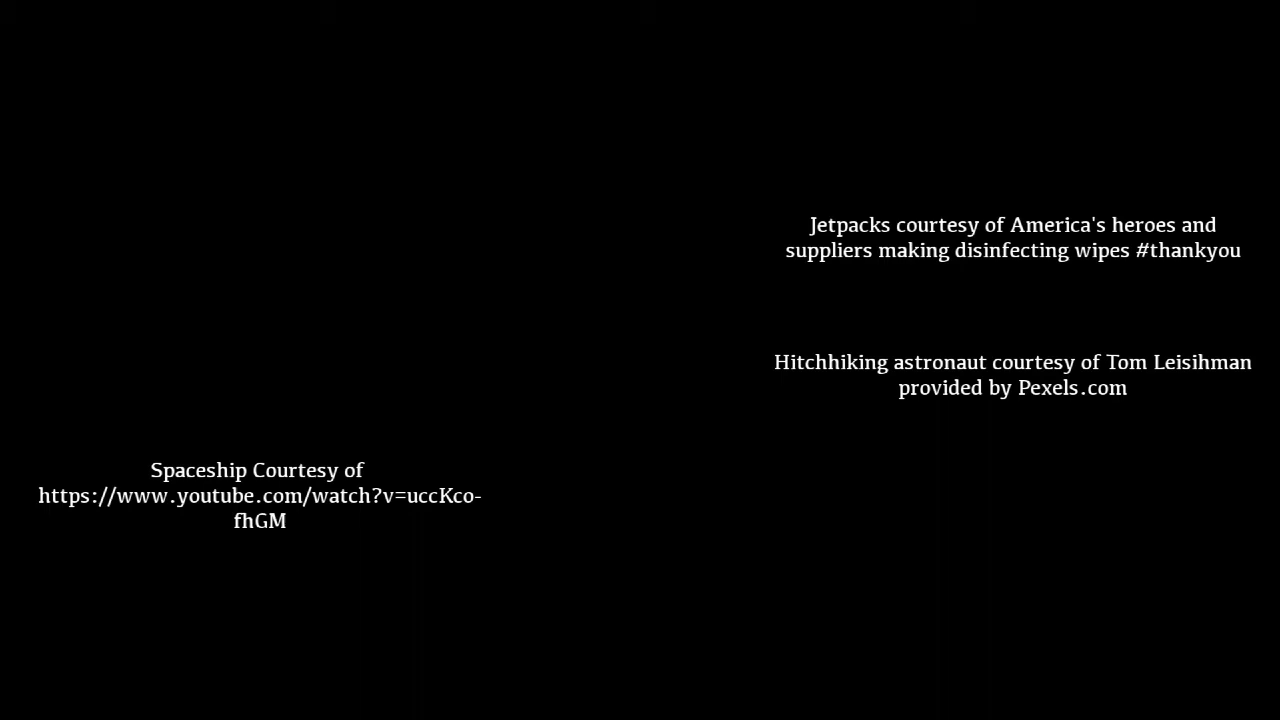 Jetpacks courtesy of America's heroes and
suppliers making disinfecting wipes #thankyou
Hitchhiking astronaut courtesy of Tom Leisihman
provided by Pexels.com
Spaceship Courtesy of
https://www.youtube.com/watch?v=uccKco-
fhGM